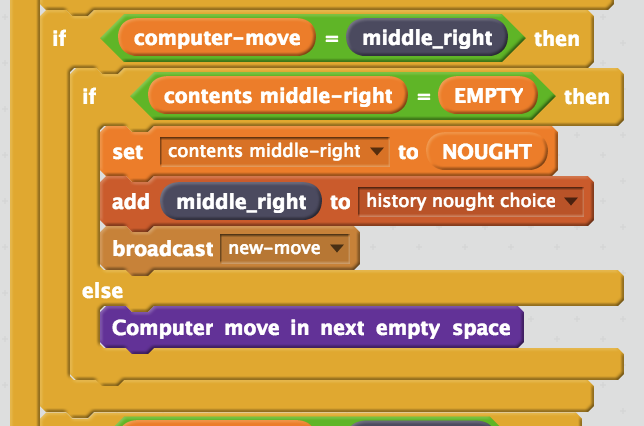 if computer-move = middle_right then
if contents middle-right = EMPTY then
set contents middle-right to NOUGHT
add middle_right to history nought choice
broadcast new-move
else
Computer move in next empty space